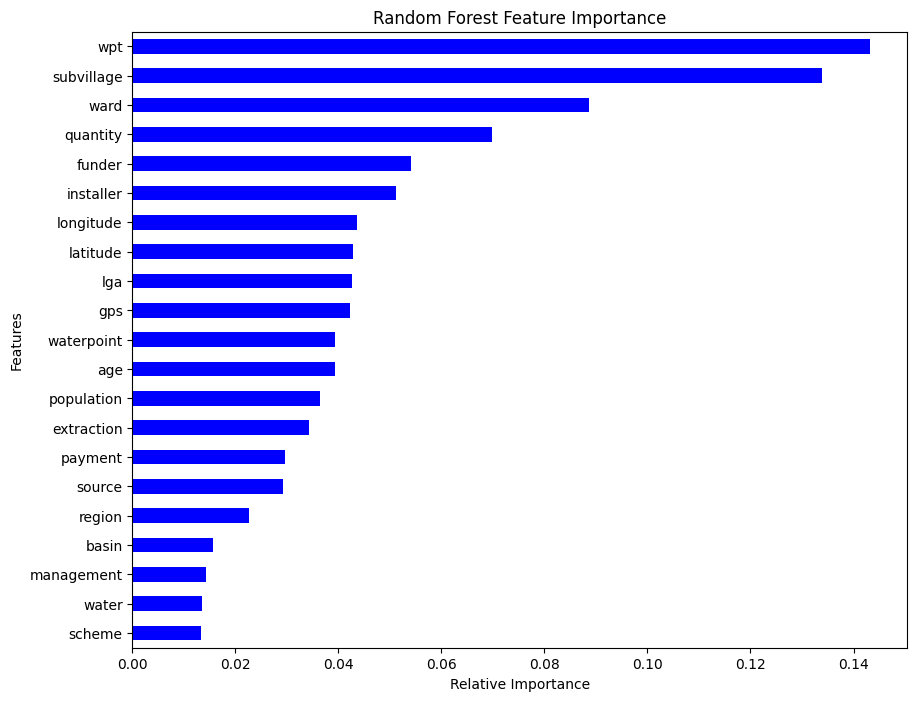 Random Forest Feature Importance
wpt
subvillage
ward
quantity
funder
installer
longitude
latitude
lga
gps
waterpoint
age
population
extraction
payment
source
region
basin
management
water
scheme
Features
0.00 0.02 0.04 0.06 0.08 0.10 0.12 0.14
Relative Importance